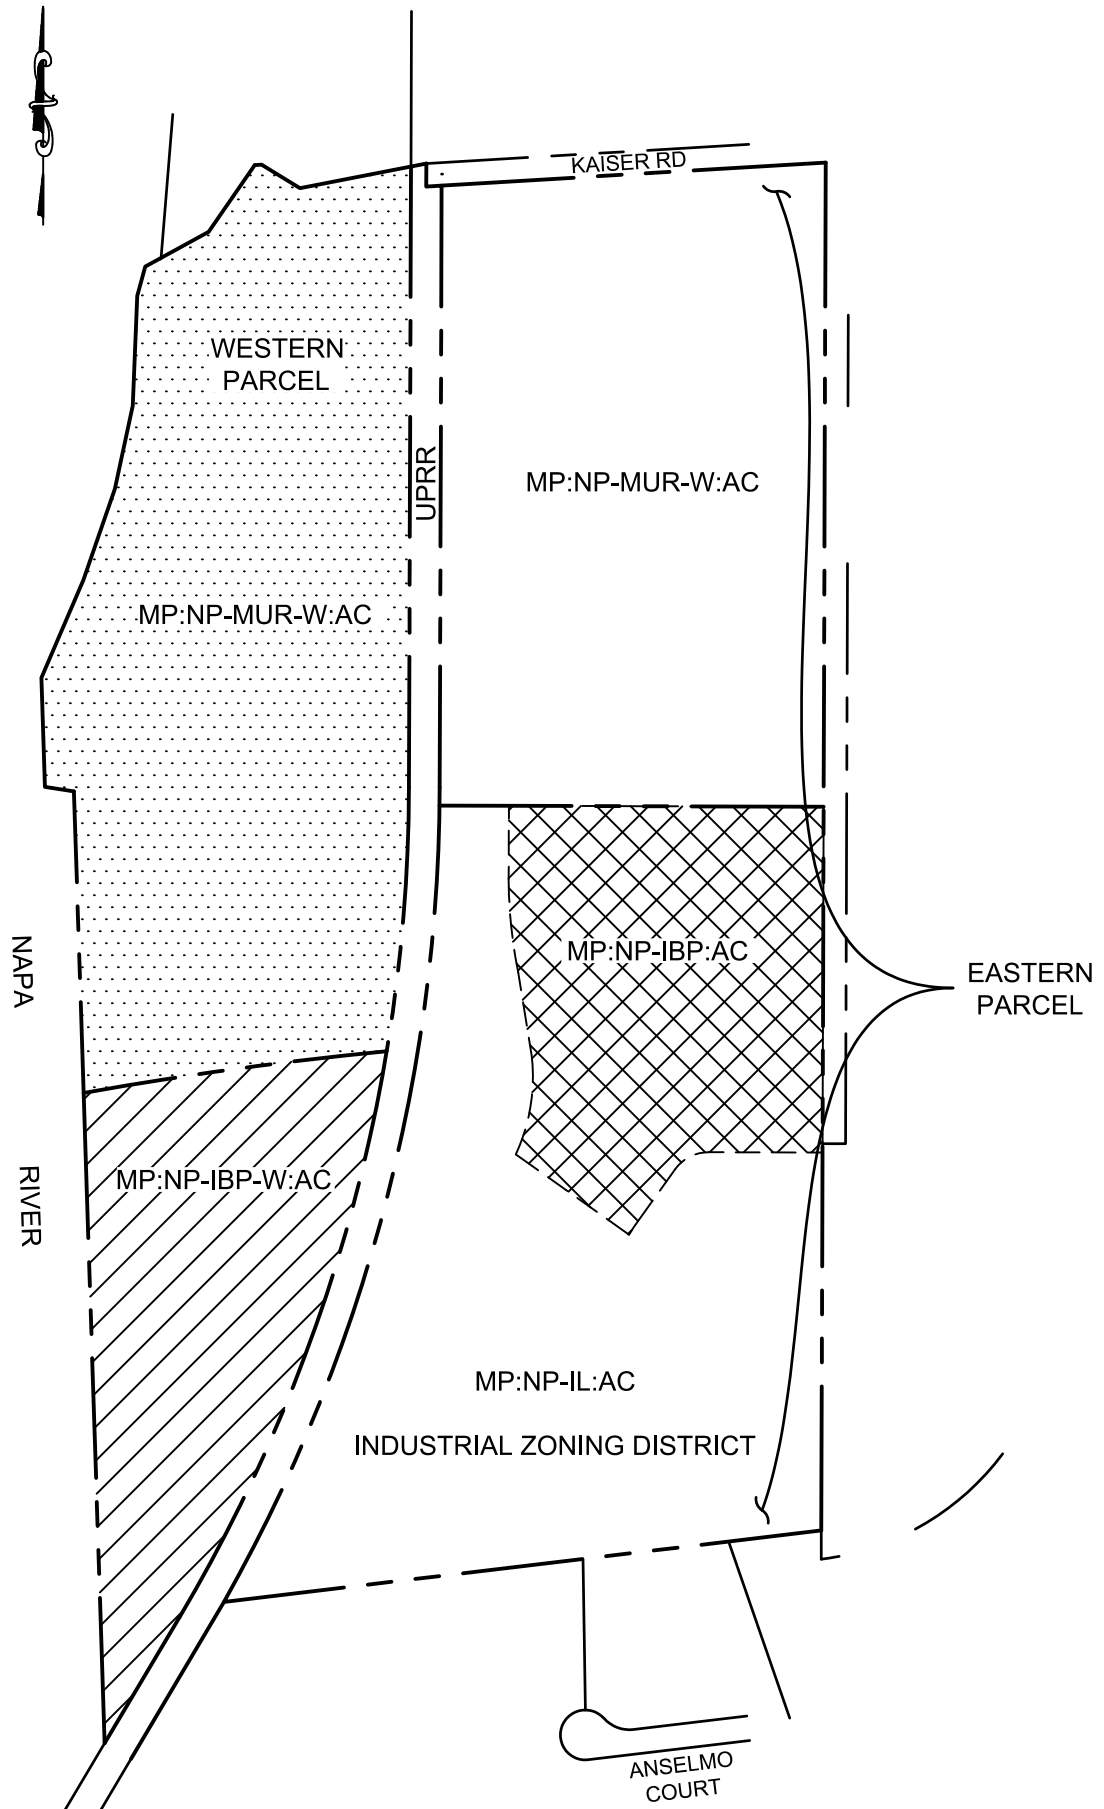 KAISER RD
WESTERN
PARCEL
UPRR
MP:NP-MUR-W:AC
MP:NP-MUR-W:AC
NAPA
MP:NP-IBP:AC
EASTERN
PARCEL
RIVER
MP:NP-IBP-W:AC
MP:NP-IL:AC
INDUSTRIAL ZONING DISTRICT
ANSELMO
COURT